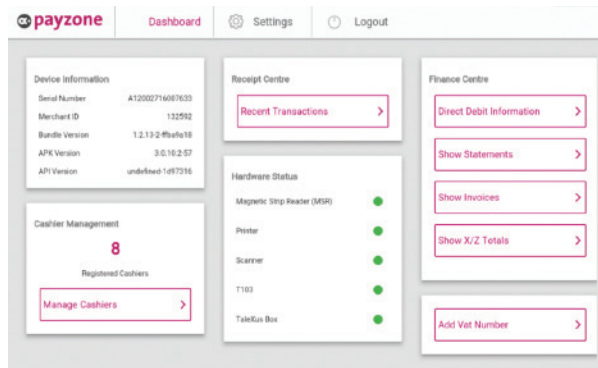 payzone
Dashboard
Settings
Logout
Device Information
Serial Number A12002716007633
Merchant ID 132592
Bundle Version
APK Version 3.0.10.2-57
API Version undefined-1d97316
Cashier Management
8
Registered Cashiers
Manage Cashiers
Receipt Centre
Recent Transactions
Hardware Status
Magnetic Strip Reader (MSR)
Printer
Scanner
T103
TaleXus Box
Finance Centre
Direct Debit Information
Show Statements
Show Invoices
Show X/Z Totals
Add Vat Number